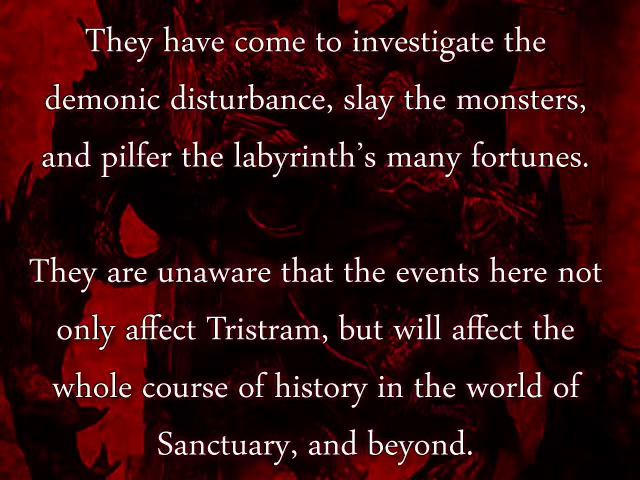 They have come to investigate the
demonic disturbance, slay the monsters,
and pilfer the labyrinth’s many fortunes.
They are unaware that the events here not
only affect Tristram, but will affect the
whole course of history in the world of
Sanctuary, and beyond.